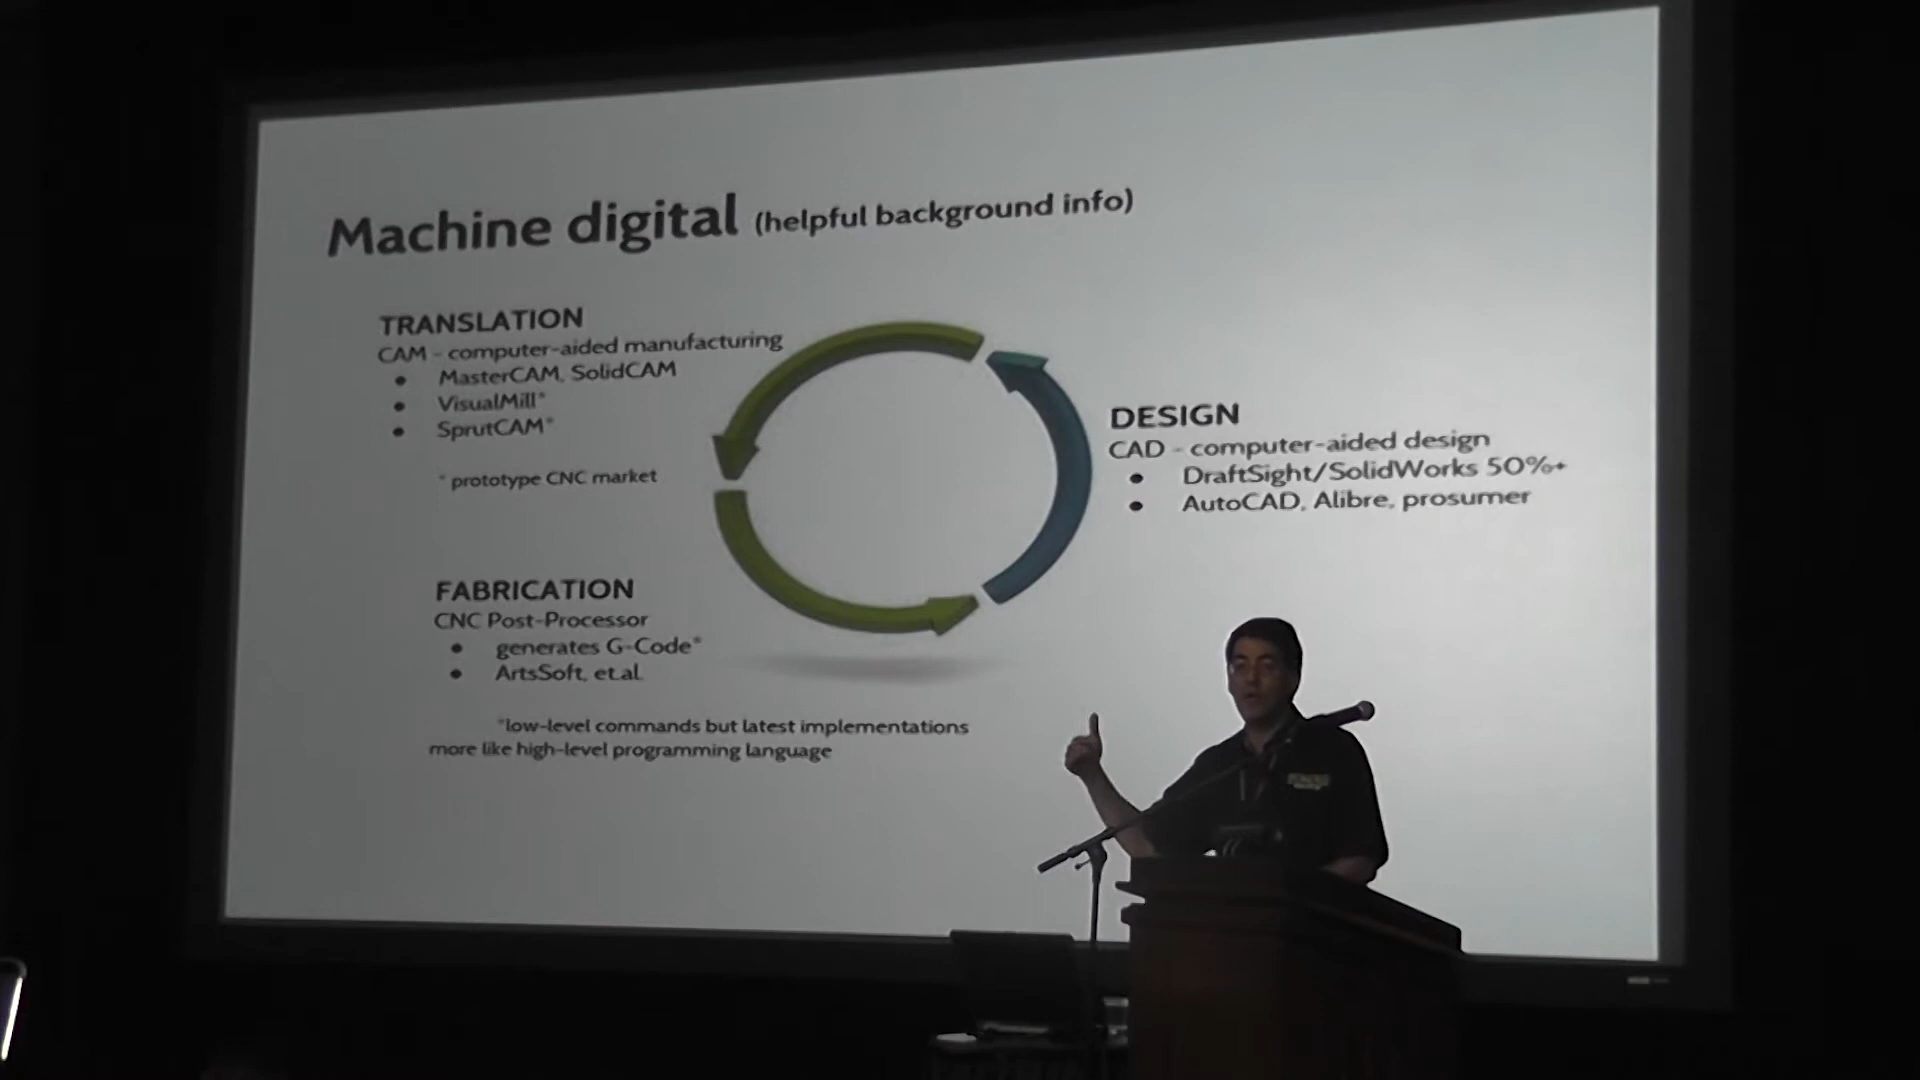 Machine digital (helpful background info)
TRANSLATION
CAM - computer-aided manufacturing
• MasterCAM, SolidCAM
• VisualMill*
• SprutCAM*
* prototype CNC market
DESIGN
CAD - computer-aided design
• DraftSight/SolidWorks 50%+
• AutoCAD, Alibre, prosumer
FABRICATION
CNC Post-Processor
• generates G-Code*
• ArtsSoft, et.al.
*low-level commands but latest implementations
more like high-level programming language